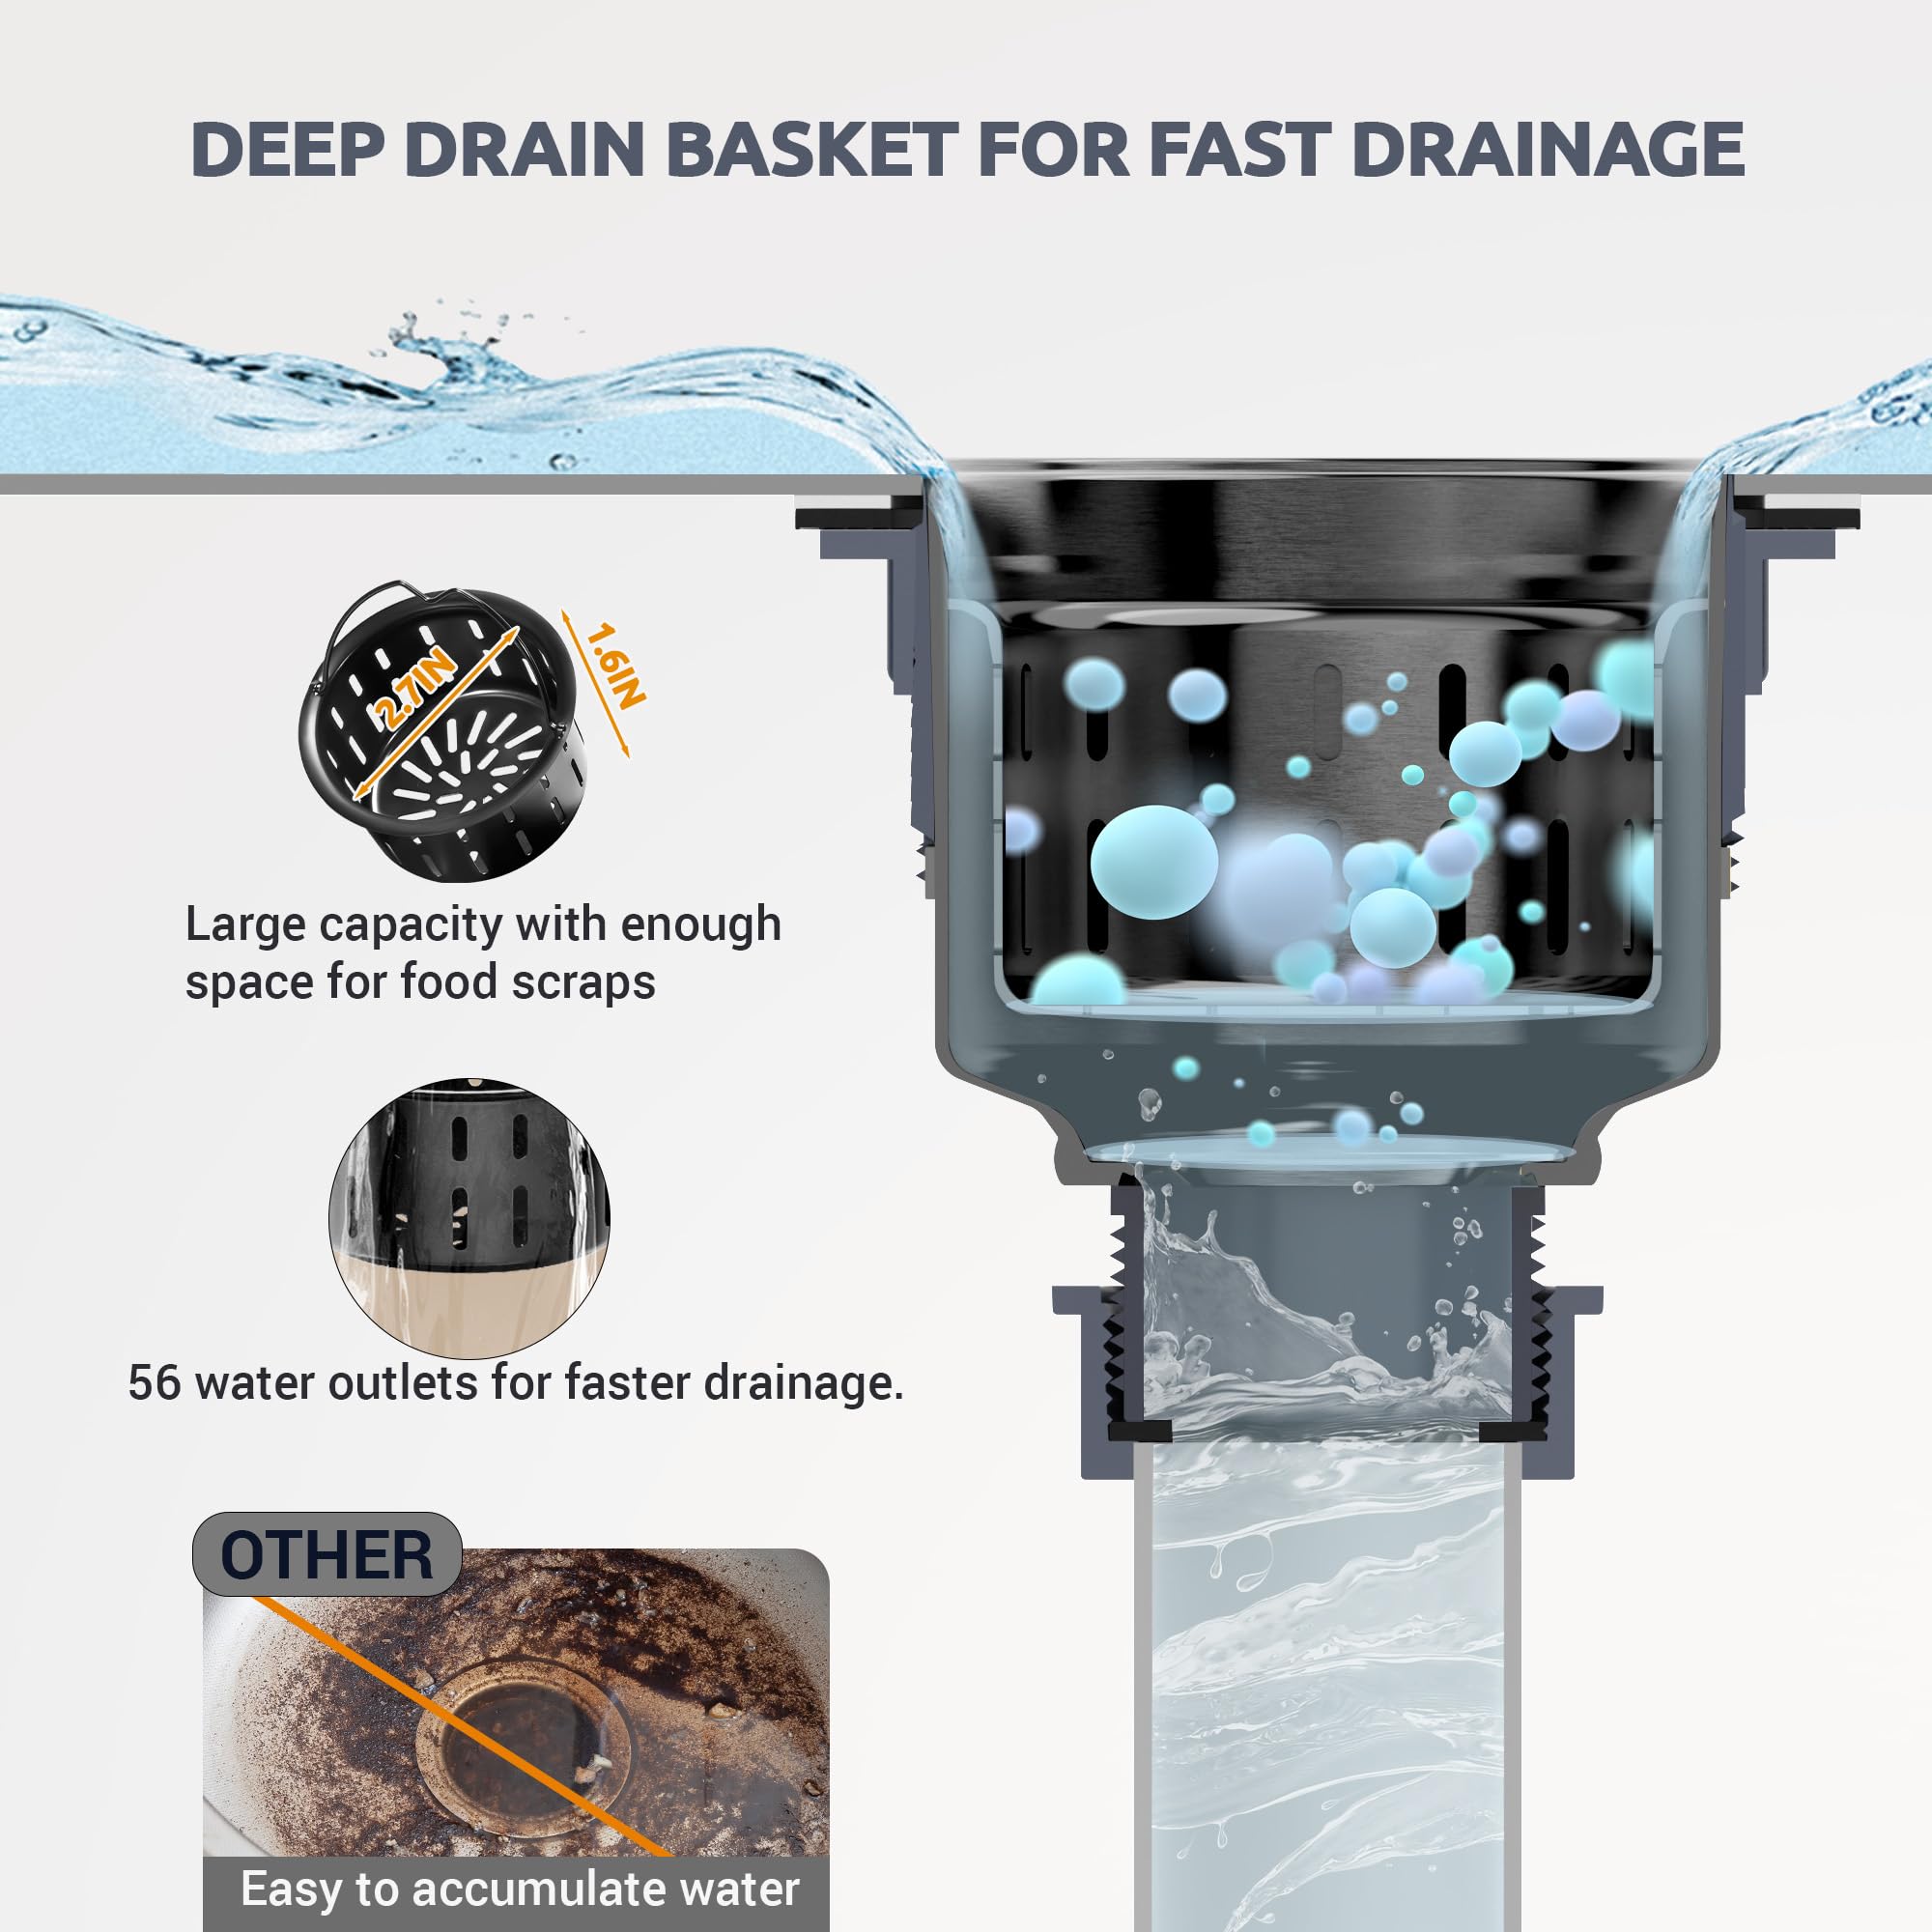 DEEP DRAIN BASKET FOR FAST DRAINAGE
2.7IN
1.6IN
Large capacity with enough
space for food scraps
56 water outlets for faster drainage.
OTHER
Easy to accumulate water